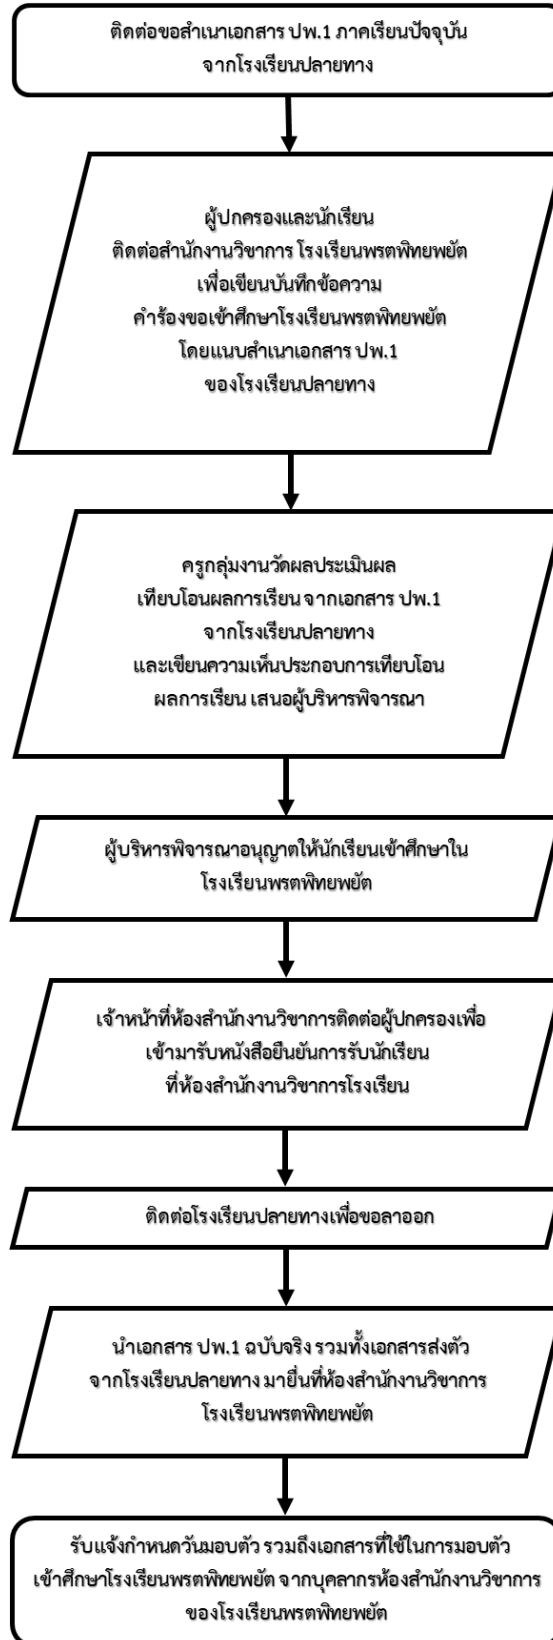 ติดต่อขอสำเนาเอกสาร ปพ.1 ภาคเรียนปัจจุบัน
จากโรงเรียนปลายทาง
ผู้ปกครองและนักเรียน
ติดต่อสำนักงานวิชาการ โรงเรียนพรตพิทยพยัต
เพื่อเขียนบันทึกข้อความ
คำร้องขอเข้าศึกษาโรงเรียนพรตพิทยพยัต
โดยแนบสำเนาเอกสาร ปพ.1
ของโรงเรียนปลายทาง
ครูกลุ่มงานวัดผลประเมินผล
เทียบโอนผลการเรียน จากเอกสาร ปพ.1
จากโรงเรียนปลายทาง
และเขียนความเห็นประกอบการเทียบโอน
ผลการเรียน เสนอผู้บริหารพิจารณา
ผู้บริหารพิจารณาอนุญาตให้นักเรียนเข้าศึกษาใน
โรงเรียนพรตพิทยพยัต
เจ้าหน้าที่ห้องสำนักงานวิชาการติดต่อผู้ปกครองเพื่อ
เข้ามารับหนังสือยืนยันการรับนักเรียน
ที่ห้องสำนักงานวิชาการโรงเรียน
ติดต่อโรงเรียนปลายทางเพื่อขอลาออก
นำเอกสาร ปพ.1 ฉบับจริง รวมทั้งเอกสารส่งตัว
จากโรงเรียนปลายทาง มายื่นที่ห้องสำนักงานวิชาการ
โรงเรียนพรตพิทยพยัต
รับแจ้งกำหนดวันมอบตัว รวมถึงเอกสารที่ใช้ในการมอบตัว
เข้าศึกษาโรงเรียนพรตพิทยพยัต จากบุคลากรห้องสำนักงานวิชาการ
ของโรงเรียนพรตพิทยพยัต